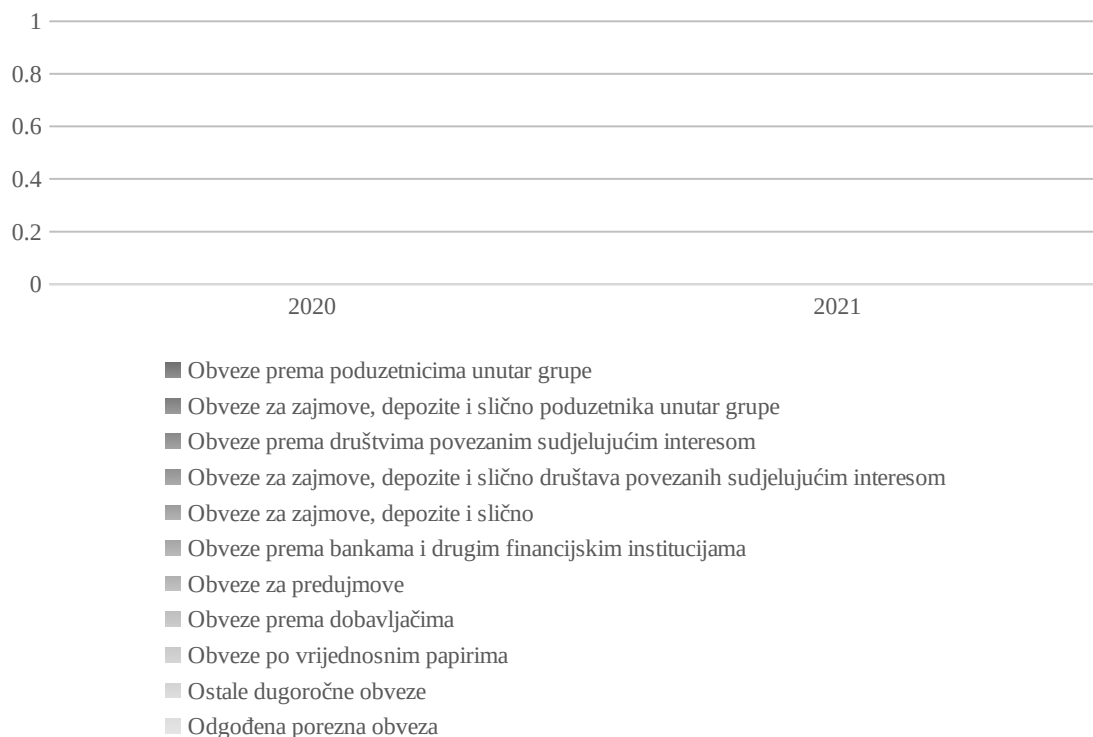 1
0.8
0.6
0.4
0.2
0
2020 2021
Obveze prema poduzetnicima unutar grupe
Obveze za zajmove, depozite i slično poduzetnika unutar grupe
Obveze prema društvima povezanim sudjelujućim interesom
Obveze za zajmove, depozite i slično društava povezanih sudjelujućim interesom
Obveze za zajmove, depozite i slično
Obveze prema bankama i drugim financijskim institucijama
Obveze za predujmove
Obveze prema dobavljačima
Obveze po vrijednosnim papirima
Ostale dugoročne obveze
Odgođena porezna obveza